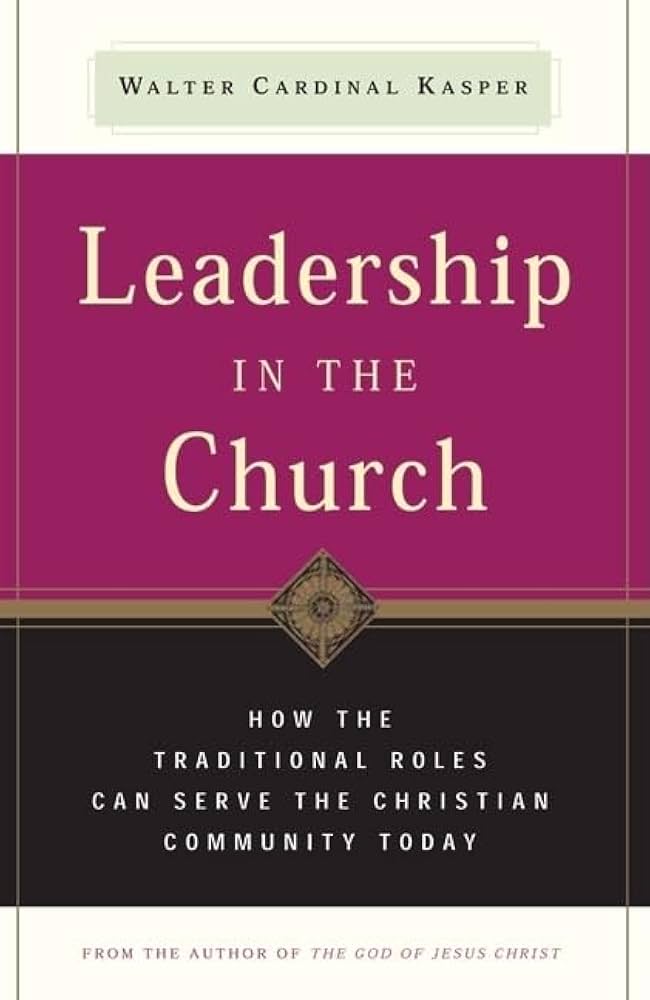 WALTER CARDINAL KASPER
Leadership
IN THE
Church
HOW THE
TRADITIONAL ROLES
CAN SERVE THE CHRISTIAN
COMMUNITY TODAY
FROM THE AUTHOR OF THE GOD OF JESUS CHRIST